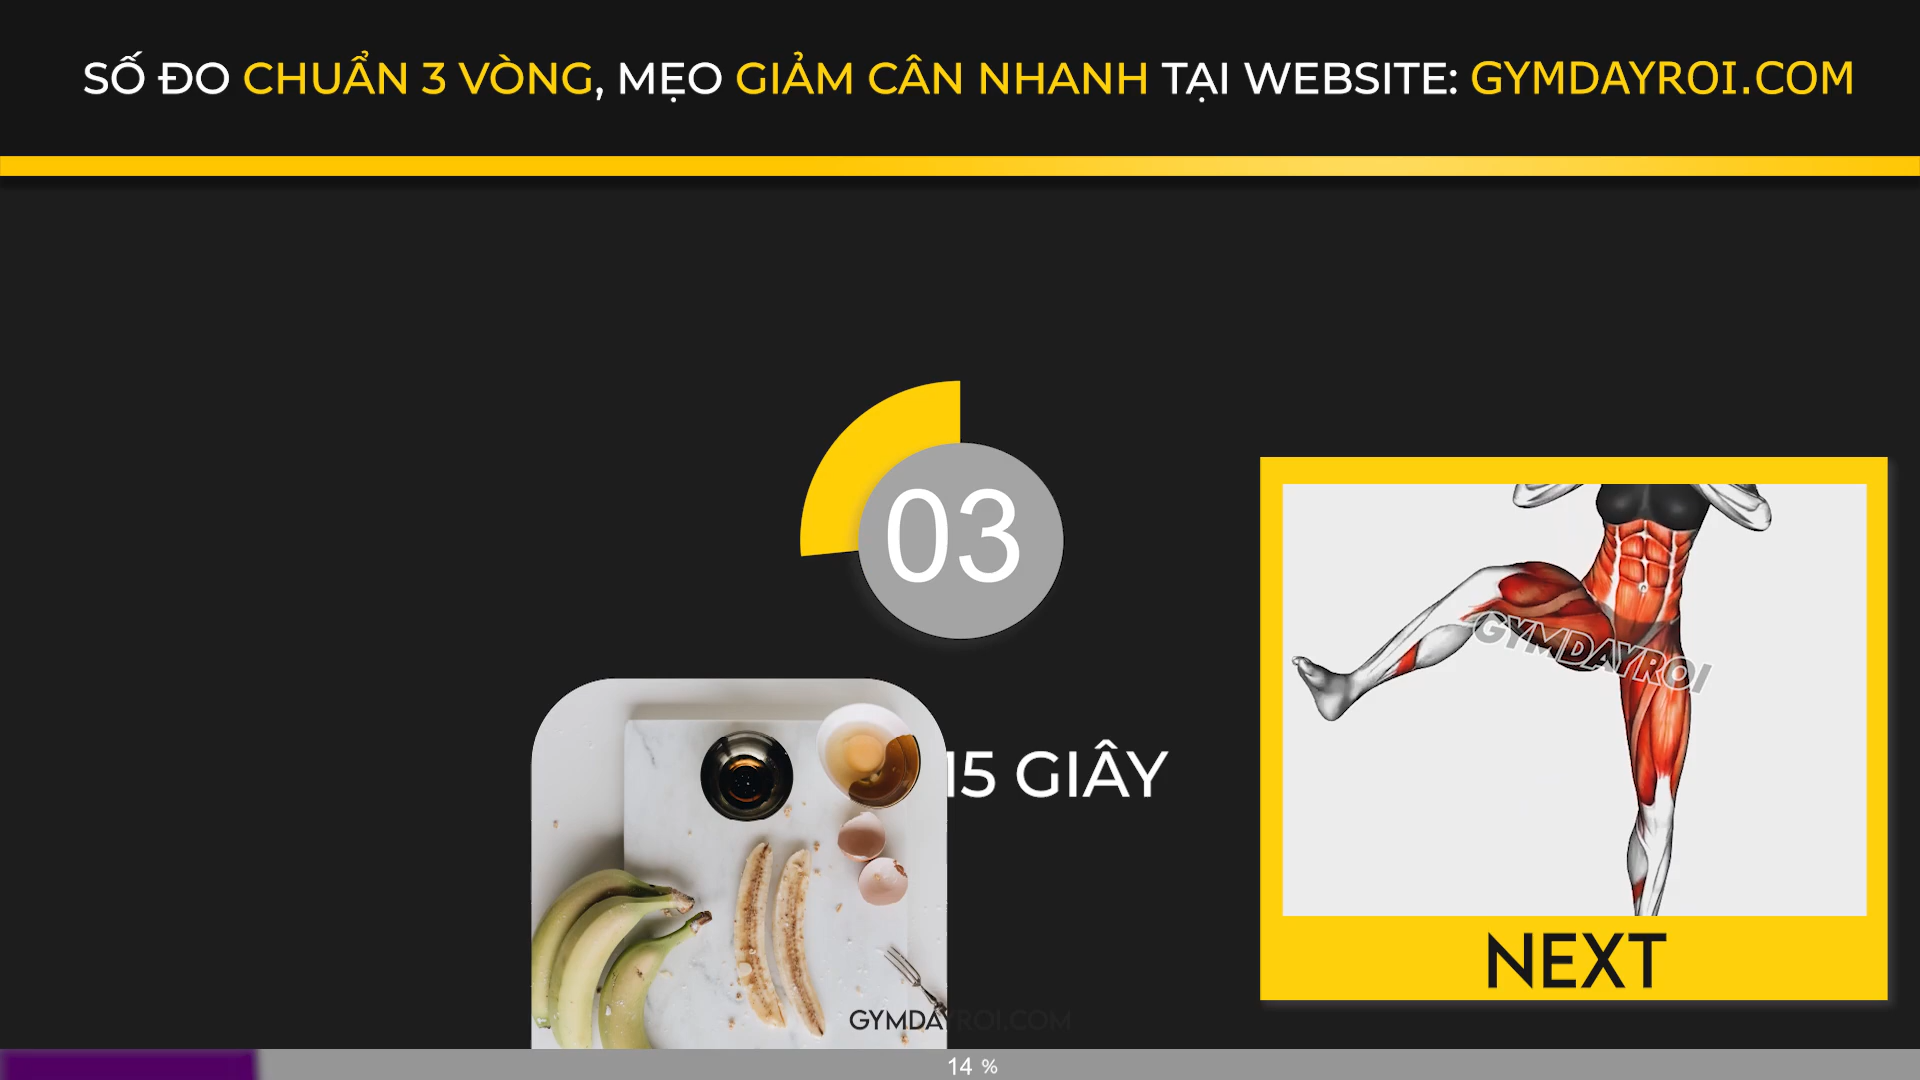 SỐ ĐO CHUẨN 3 VÒNG, MẸO GIẢM CÂN NHANH TẠI WEBSITE: GYMDAYROI.COM
03
15 GIÂY
GYMDAYROI
NEXT
GYMDAYROI.COM
14 %